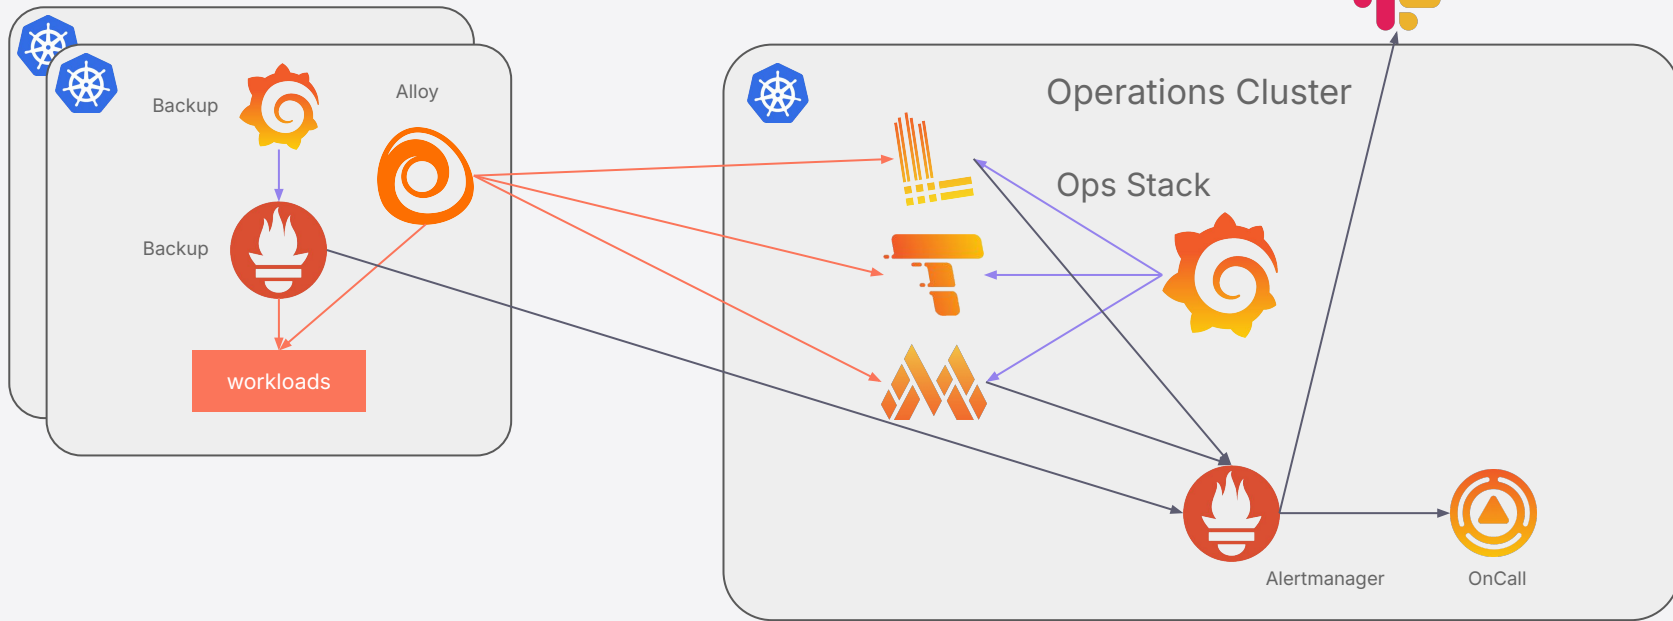 Backup
Alloy
Backup
workloads
Operations Cluster
Ops Stack
Alertmanager
OnCall